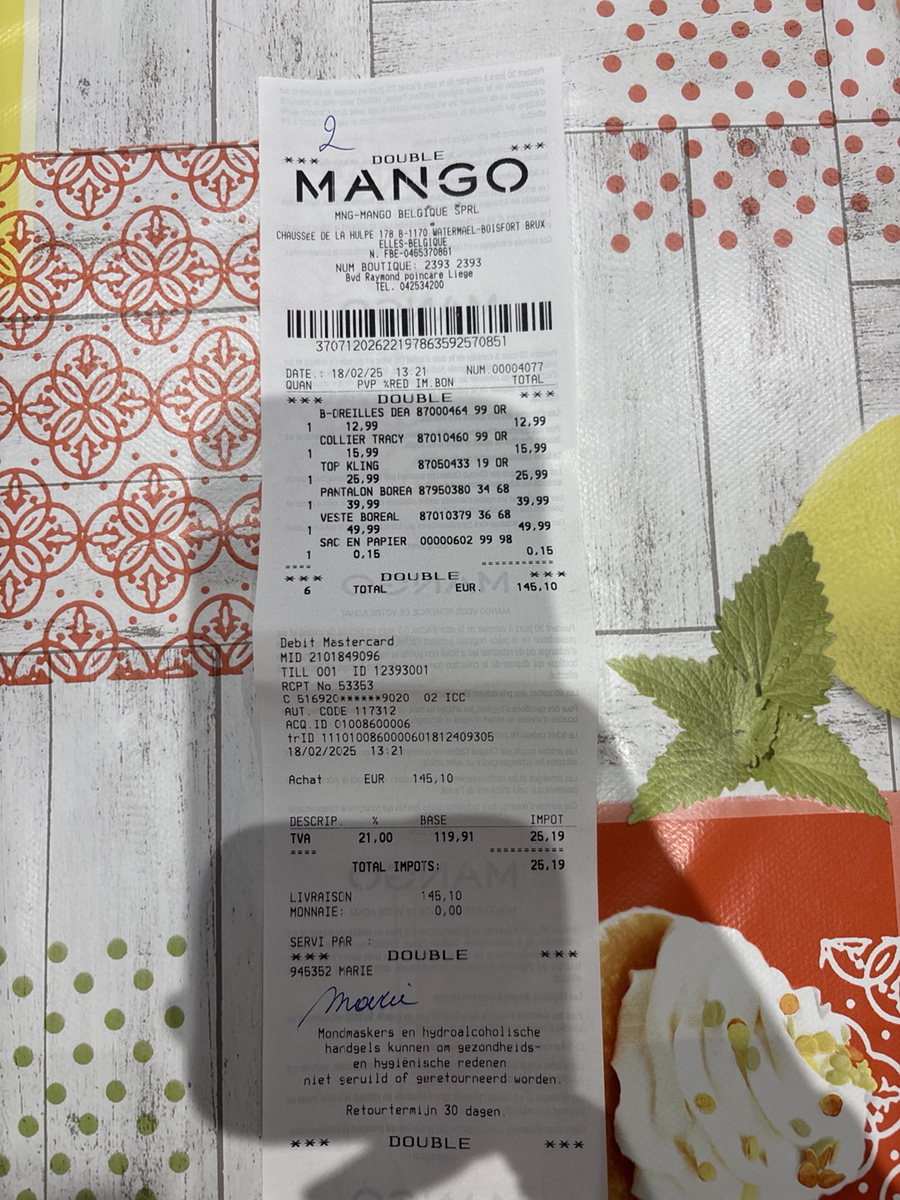 2
*** DOUBLE ***
MANGO
MNG-MANGO BELGIQUE SPRL
CHAUSSéE DE LA HULPE 178 B-1170 WATERMAEL-BOISFORT BRUX
ELLES-BELGIQUE
N. FBE-0465370861
NUM BOUTIQUE: 2393 2393
Bvd Raymond poincare Liege
TEL. 042534200
37071202622197863592570851
DATE.: 18/02/25 13 21 NUM.00004077
QUAN PVP %RED IM.BON TOTAL
*** DOUBLE ***
B-OREILLES DEA 87000464 99 OR
1 12,99 12,99
COLLIER TRACY 87010460 99 OR
1 15,99 15,99
TOP KLING 87050433 19 OR
1 25,99 25,99
PANTALON BOREA 87950380 34 68
1 39,99 39,99
VESTE BOREAL 87010379 36 68
1 49,99 49,99
SAC EN PAPIER 00000602 99 98
1 0,15 0,15
==== ===========
*** DOUBLE ***
6 TOTAL EUR. 145,10
Debit Mastercard
MID 2101849096
TILL 001 ID 12393001
RCPT No 53353
C 516920******9020 02 ICC
AUT. CODE 117312
ACQ.ID 01008600006
trID 1110100860000601812409305
18/02/2025 13:21
Achat EUR 145,10
DESCRIP. % BASE IMPOT
TVA 21,00 119,91 25,19
==== ===========
TOTAL IMPOTS: 25,19
LIVRAISON 145,10
MONNAIE: 0,00
SERVI PAR :
*** DOUBLE ***
945352 MARIE
Marie
Mondmaskers en hydroalcoholische
handgels kunnen om gezondheids-
en hygiënische redenen
niet geruild of geretourneerd worden.
Retourtermijn 30 dagen.
*** DOUBLE ***